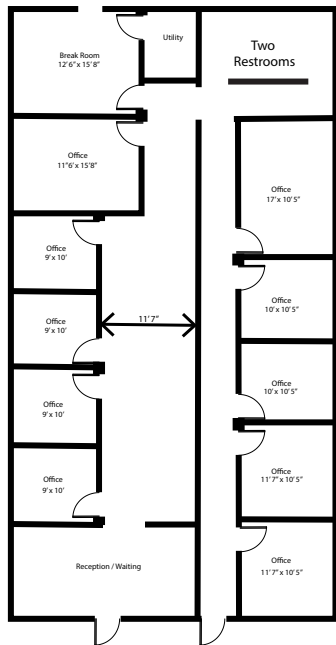 Break Room
12'6" x 15'8"
Utility
Two
Restrooms
Office
11"6' x 15'8"
Office
17' x 10'5"
Office
9' x 10'
Office
10' x 10'5"
Office
9' x 10'
11'7"
Office
10' x 10'5"
Office
9' x 10'
Office
9' x 10'
Office
11'7" x 10'5"
Reception / Waiting
Office
11'7" x 10'5"